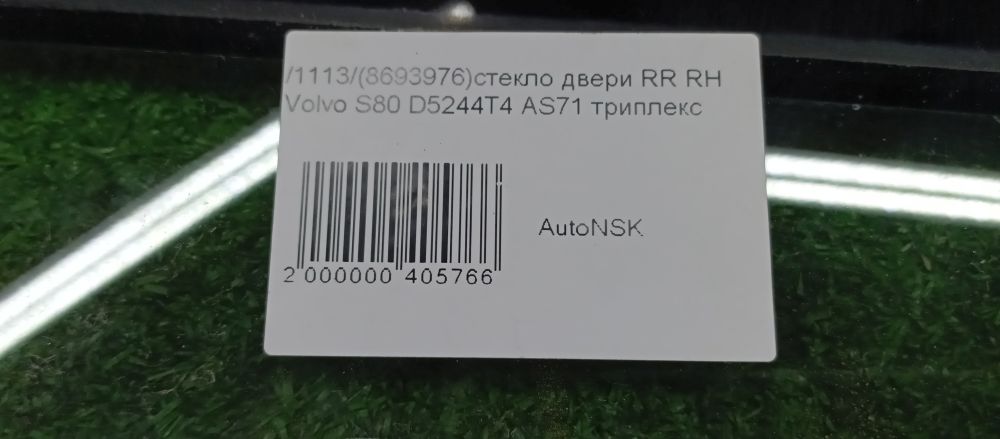 /1113/(8693976)стекло двери RR RH
Volvo S80 D5244T4 AS71 триплекс
AutoNSK
2 000000 405766